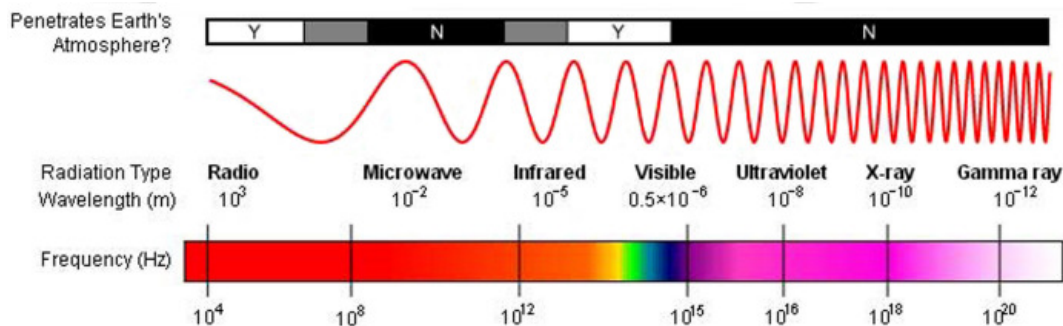 Penetrates Earth's
Atmosphere?
Y N Y N
Radiation Type
Radio Microwave Infrared Visible Ultraviolet X-ray Gamma ray
Wavelength (m)
10³ 10⁻² 10⁻⁵ 0.5×10⁻⁶ 10⁻⁸ 10⁻¹⁰ 10⁻¹²
Frequency (Hz)
10⁴ 10⁸ 10¹² 10¹⁵ 10¹⁶ 10¹⁸ 10²⁰